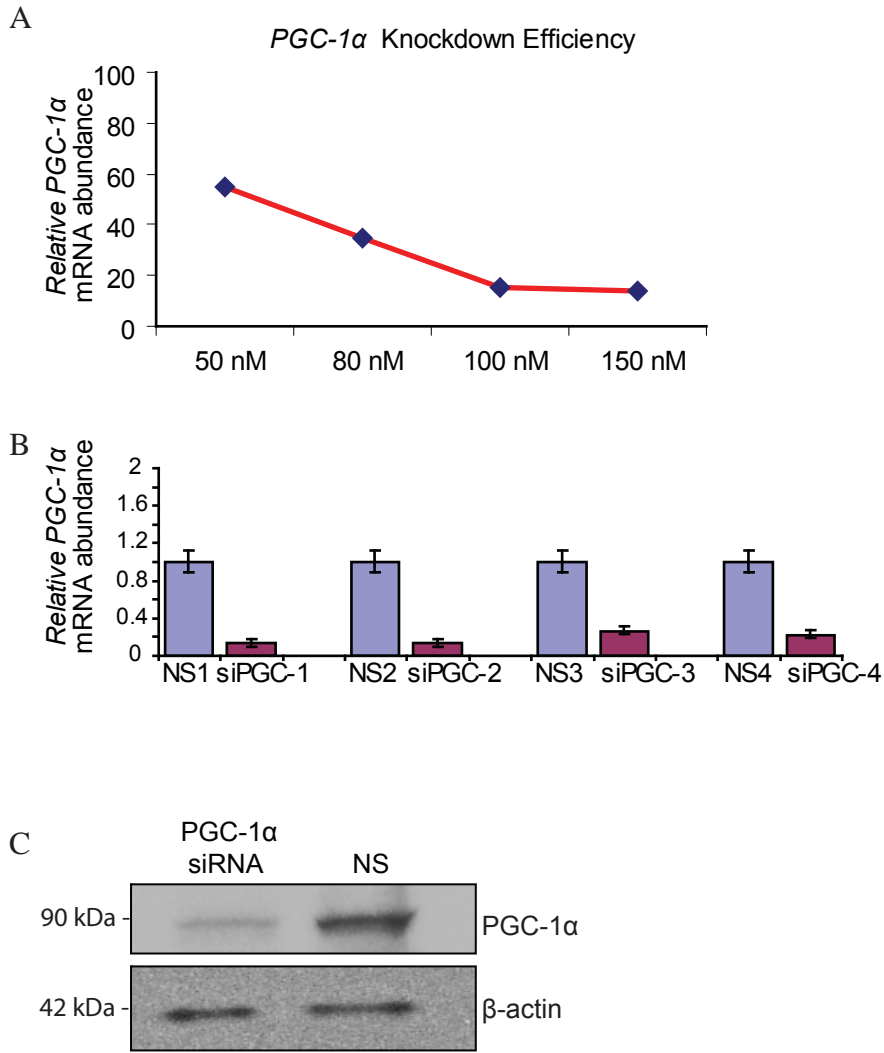 A
PGC-1α Knockdown Efficiency
Relative PGC-1α
mRNA abundance
100
80
60
40
20
0
50 nM 80 nM 100 nM 150 nM
B
Relative PGC-1α
mRNA abundance
2
1.6
1.2
0.8
0.4
0
NS1 siPGC-1 NS2 siPGC-2 NS3 siPGC-3 NS4 siPGC-4
C
PGC-1α
siRNA NS
90 kDa - PGC-1α
42 kDa - β-actin